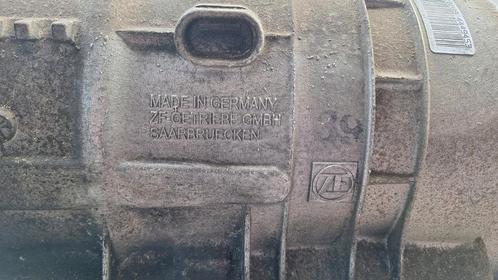 MADE IN GERMANY
ZF GETRIEBE GMBH
SAARBRUECKEN
39
ZF